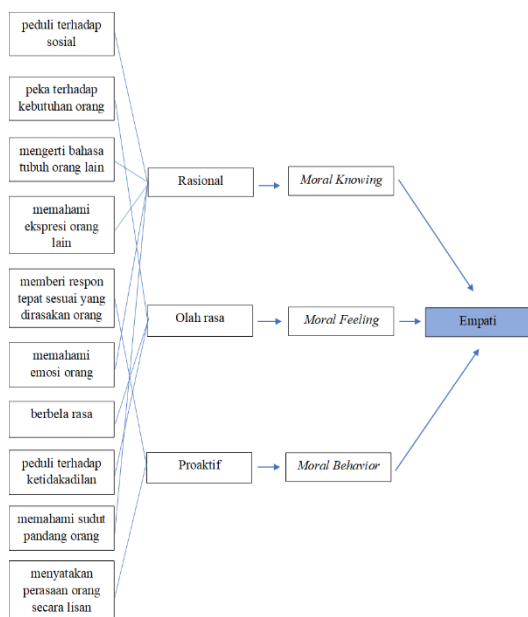 peduli terhadap
sosial
peka terhadap
kebutuhan orang
mengerti bahasa
tubuh orang lain
memahami
ekspresi orang
lain
memberi respon
tepat sesuai yang
dirasakan orang
memahami
emosi orang
berbela rasa
peduli terhadap
ketidakadilan
memahami sudut
pandang orang
menyatakan
perasaan orang
secara lisan
Rasional
Olah rasa
Proaktif
Moral Knowing
Moral Feeling
Moral Behavior
Empati